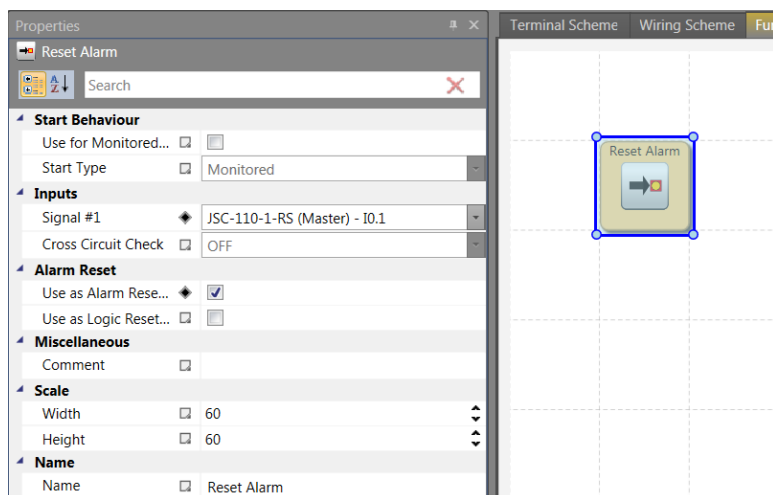 Properties
Terminal Scheme Wiring Scheme Fu
Reset Alarm
Search
Start Behaviour
Use for Monitored...
Start Type Monitored
Inputs
Signal #1 JSC-110-1-RS (Master) - I0.1
Cross Circuit Check OFF
Alarm Reset
Use as Alarm Rese...
Use as Logic Reset...
Miscellaneous
Comment
Scale
Width 60
Height 60
Name
Name Reset Alarm
Reset Alarm